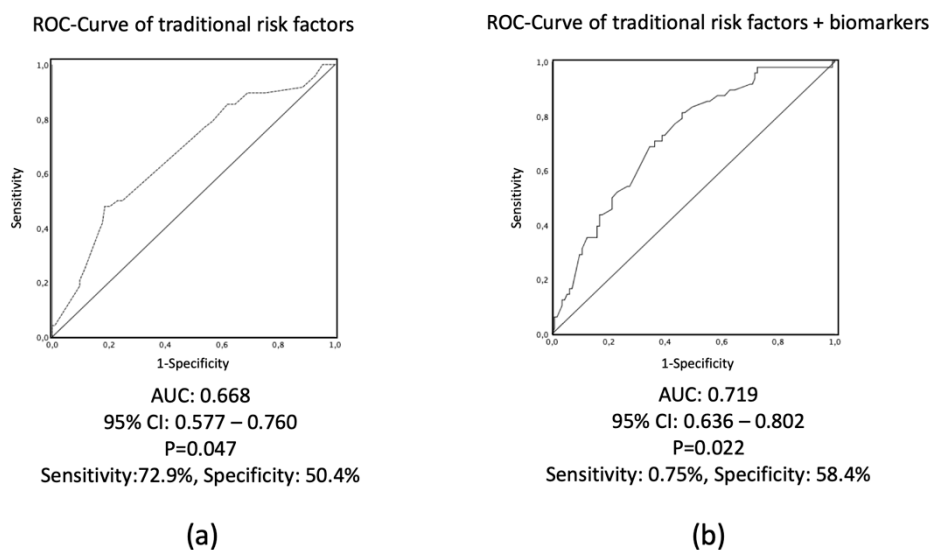 ROC-Curve of traditional risk factors
1,0
0,8
0,6
0,4
0,2
0,0
Sensitivity
0,0 0,2 0,4 0,6 0,8 1,0
1-Specificity
AUC: 0.668
95% CI: 0.577 – 0.760
P=0.047
Sensitivity:72.9%, Specificity: 50.4%
(a)
ROC-Curve of traditional risk factors + biomarkers
1,0
0,8
0,6
0,4
0,2
0,0
Sensitivity
0,0 0,2 0,4 0,6 0,8 1,0
1-Specificity
AUC: 0.719
95% CI: 0.636 – 0.802
P=0.022
Sensitivity: 0.75%, Specificity: 58.4%
(b)